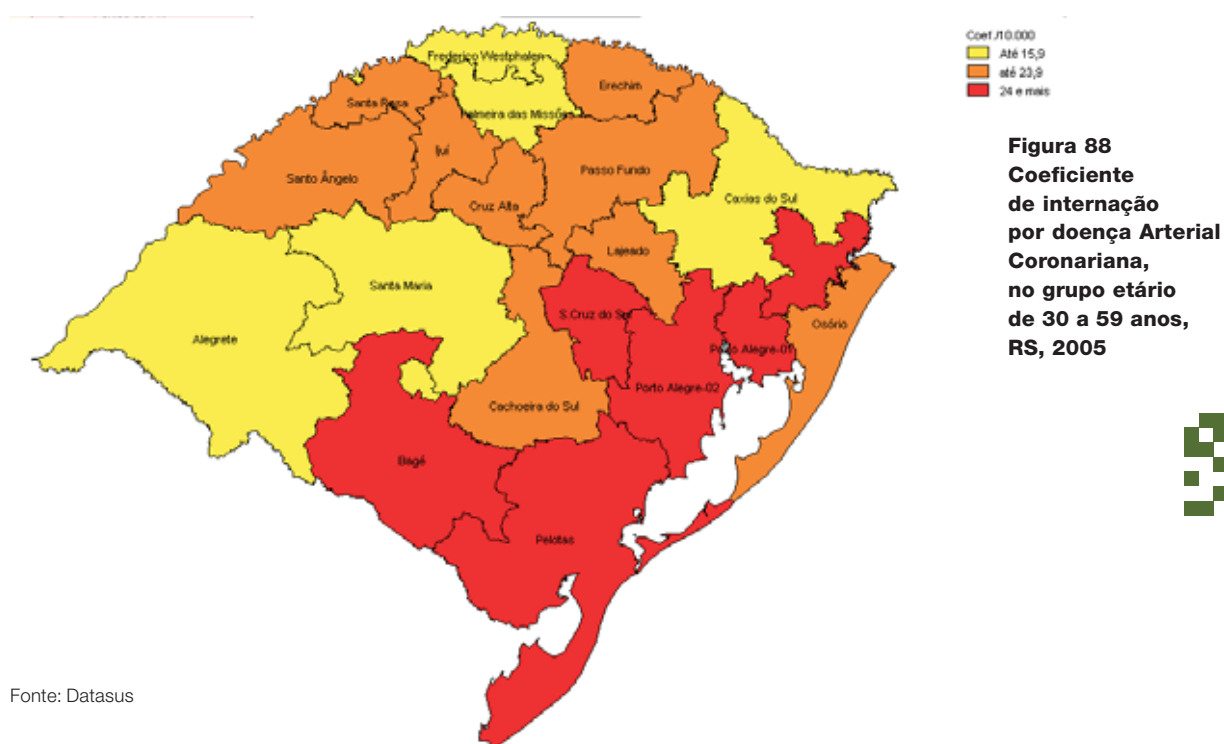 Coef./10.000
Até 15,9
até 23,9
24 e mais
Figura 88
Coeficiente
de internação
por doença Arterial
Coronariana,
no grupo etário
de 30 a 59 anos,
RS, 2005
Frederico Westphalen
Erechim
Santa Rosa
Palmeira das Missões
Ijuí
Passo Fundo
Santo Ângelo
Cruz Alta
Caxias do Sul
Lajeado
Santa Maria
S.Cruz do Sul
Osório
Alegrete
Porto Alegre-01
Porto Alegre-02
Cachoeira do Sul
Bagé
Pelotas
Fonte: Datasus